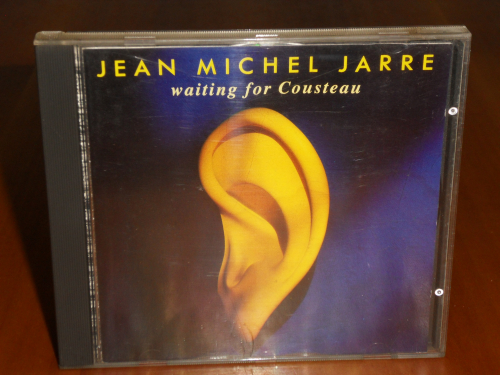 JEAN MICHEL JARRE
waiting for Cousteau